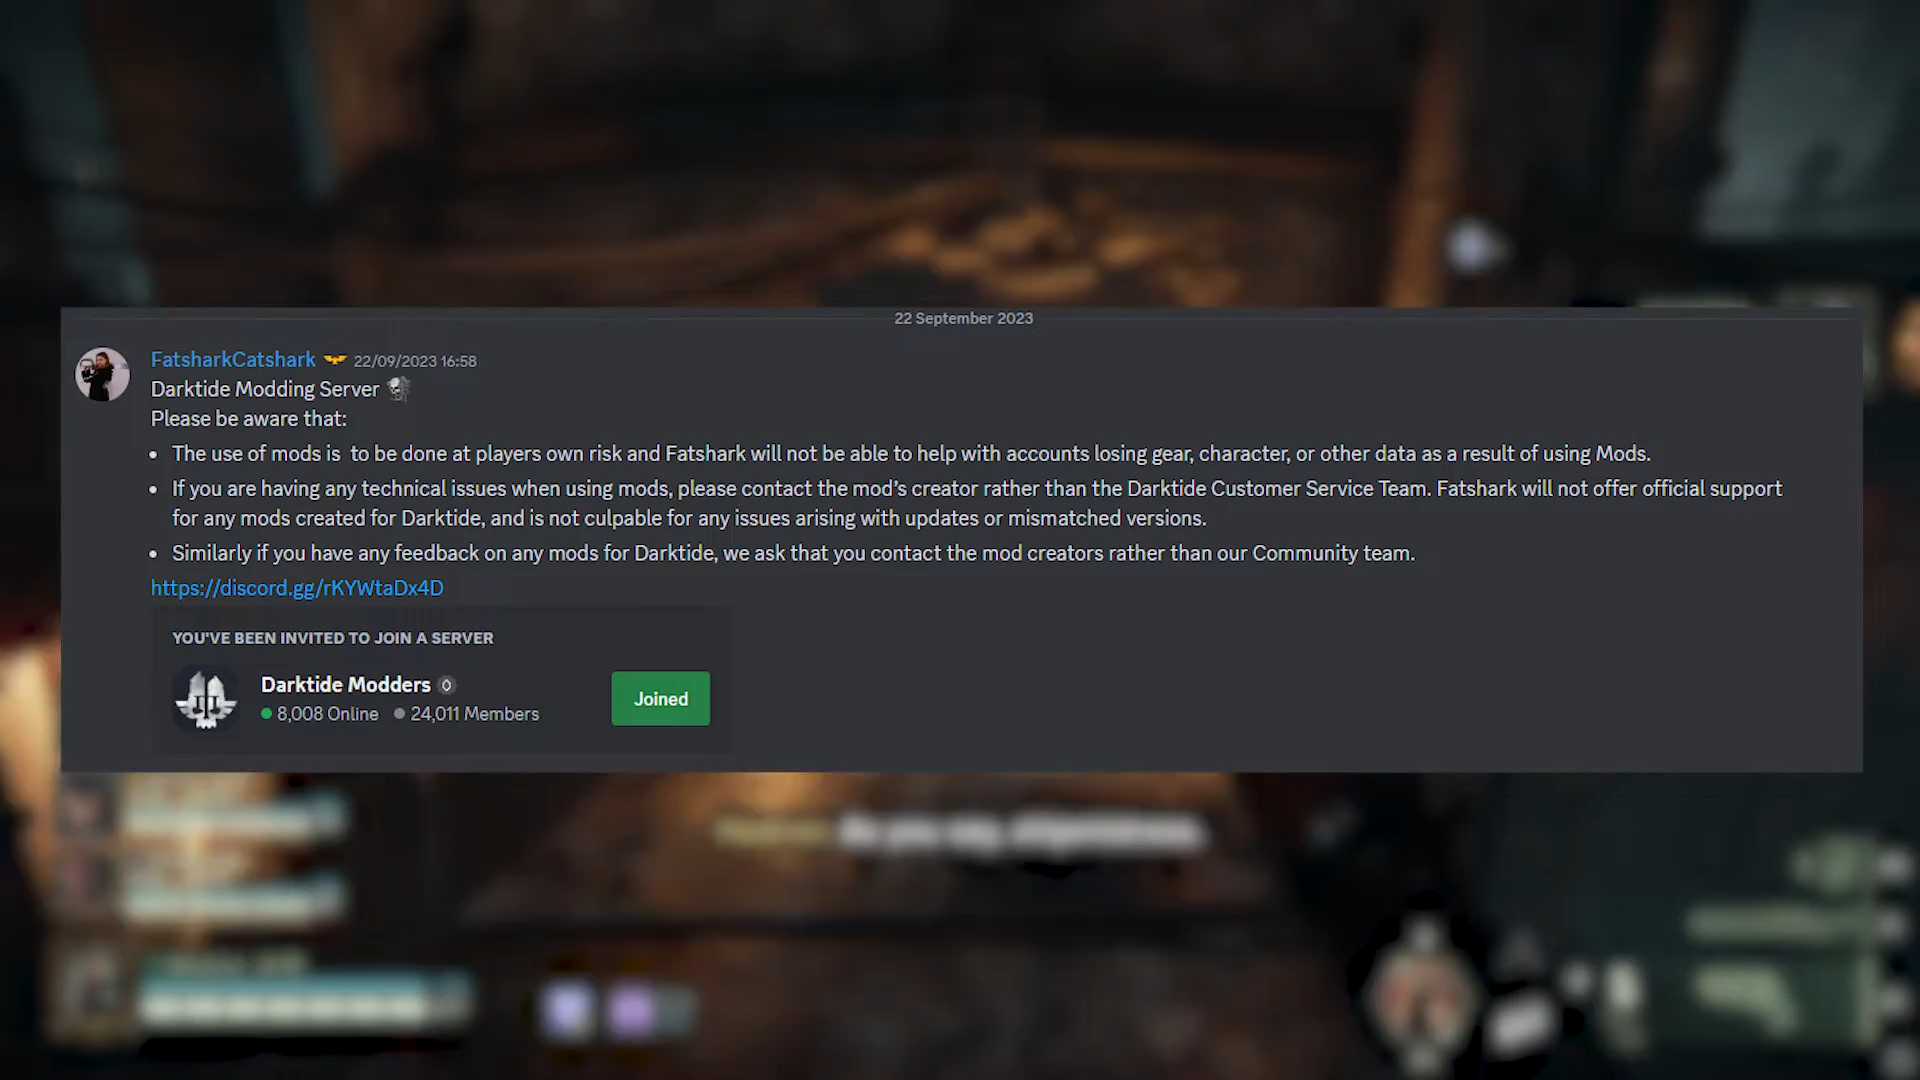 22 September 2023
FatsharkCatshark 22/09/2023 16:58
Darktide Modding Server
Please be aware that:
• The use of mods is  to be done at players own risk and Fatshark will not be able to help with accounts losing gear, character, or other data as a result of using Mods.
• If you are having any technical issues when using mods, please contact the mod’s creator rather than the Darktide Customer Service Team. Fatshark will not offer official support
for any mods created for Darktide, and is not culpable for any issues arising with updates or mismatched versions.
• Similarly if you have any feedback on any mods for Darktide, we ask that you contact the mod creators rather than our Community team.
https://discord.gg/rKYWtaDx4D
YOU'VE BEEN INVITED TO JOIN A SERVER
Darktide Modders
8,008 Online 24,011 Members
Joined